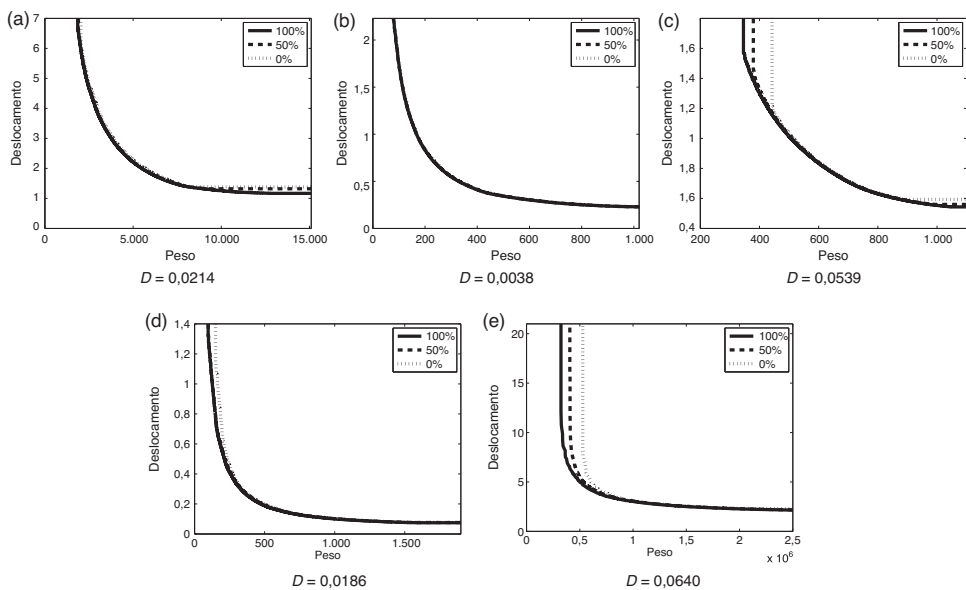 (a)
7
6
5
4
3
2
1
0
Deslocamento
100%
50%
0%
0 5.000 10.000 15.000
Peso
D = 0,0214
(b)
2
1,5
1
0,5
0
Deslocamento
100%
50%
0%
0 200 400 600 800 1.000
Peso
D = 0,0038
(c)
1,6
1,4
1,2
1
1,6
0,4
Deslocamento
100%
50%
0%
200 400 600 800 1.000
Peso
D = 0,0539
(d)
1,4
1,2
1
0,8
0,6
0,4
0,2
0
Deslocamento
100%
50%
0%
0 500 1.000 1.500
Peso
D = 0,0186
(e)
20
15
10
5
0
Deslocamento
100%
50%
0%
0 0,5 1 1,5 2 2,5
Peso
x 10⁶
D = 0,0640